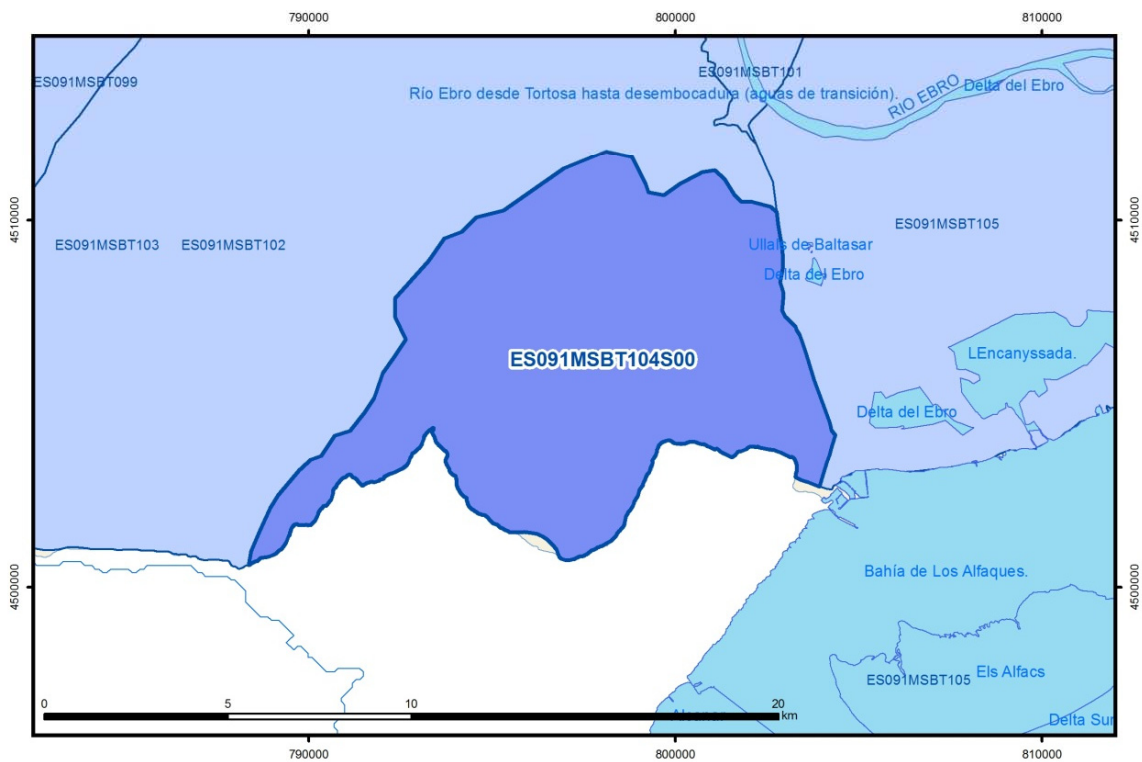 790000
800000
810000
ES091MSBT099
ES091MSBT101
Río Ebro desde Tortosa hasta desembocadura (aguas de transición).
RIO EBRO
Delta del Ebro
4510000
4510000
ES091MSBT103
ES091MSBT102
ES091MSBT105
Ullals de Baltasar
Delta del Ebro
ES091MSBT104S00
LEncanyssada.
Delta del Ebro
4500000
4500000
Bahía de Los Alfaques.
ES091MSBT105
Els Alfacs
Delta Sur
0
5
10
20
km
790000
800000
810000